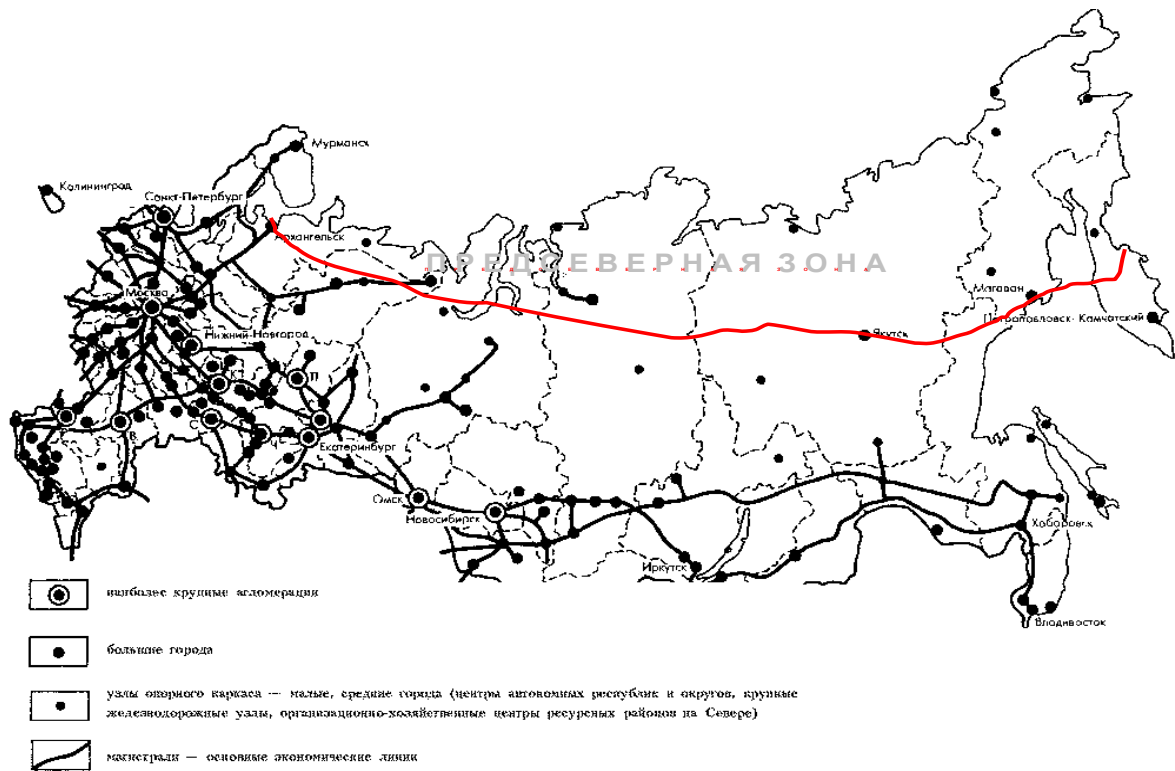 Мурманск
Калининград
Санкт-Петербург
Архангельск
ПРЕДСЕВЕРНАЯ ЗОНА
Москва
Магадан
Петропавловск-Камчатский
Нижний-Новгород
Якутск
П
К
С
В
Екатеринбург
Омск
Новосибирск
Хабаровск
Иркутск
Владивосток
наиболее крупные агломерации
большие города
узлы опорного каркаса — малые, средние города (центры автономных республик и округов, крупные
железнодорожные узлы, организационно-хозяйственные центры ресурсных районов на Севере)
магистрали — основные экономические линии